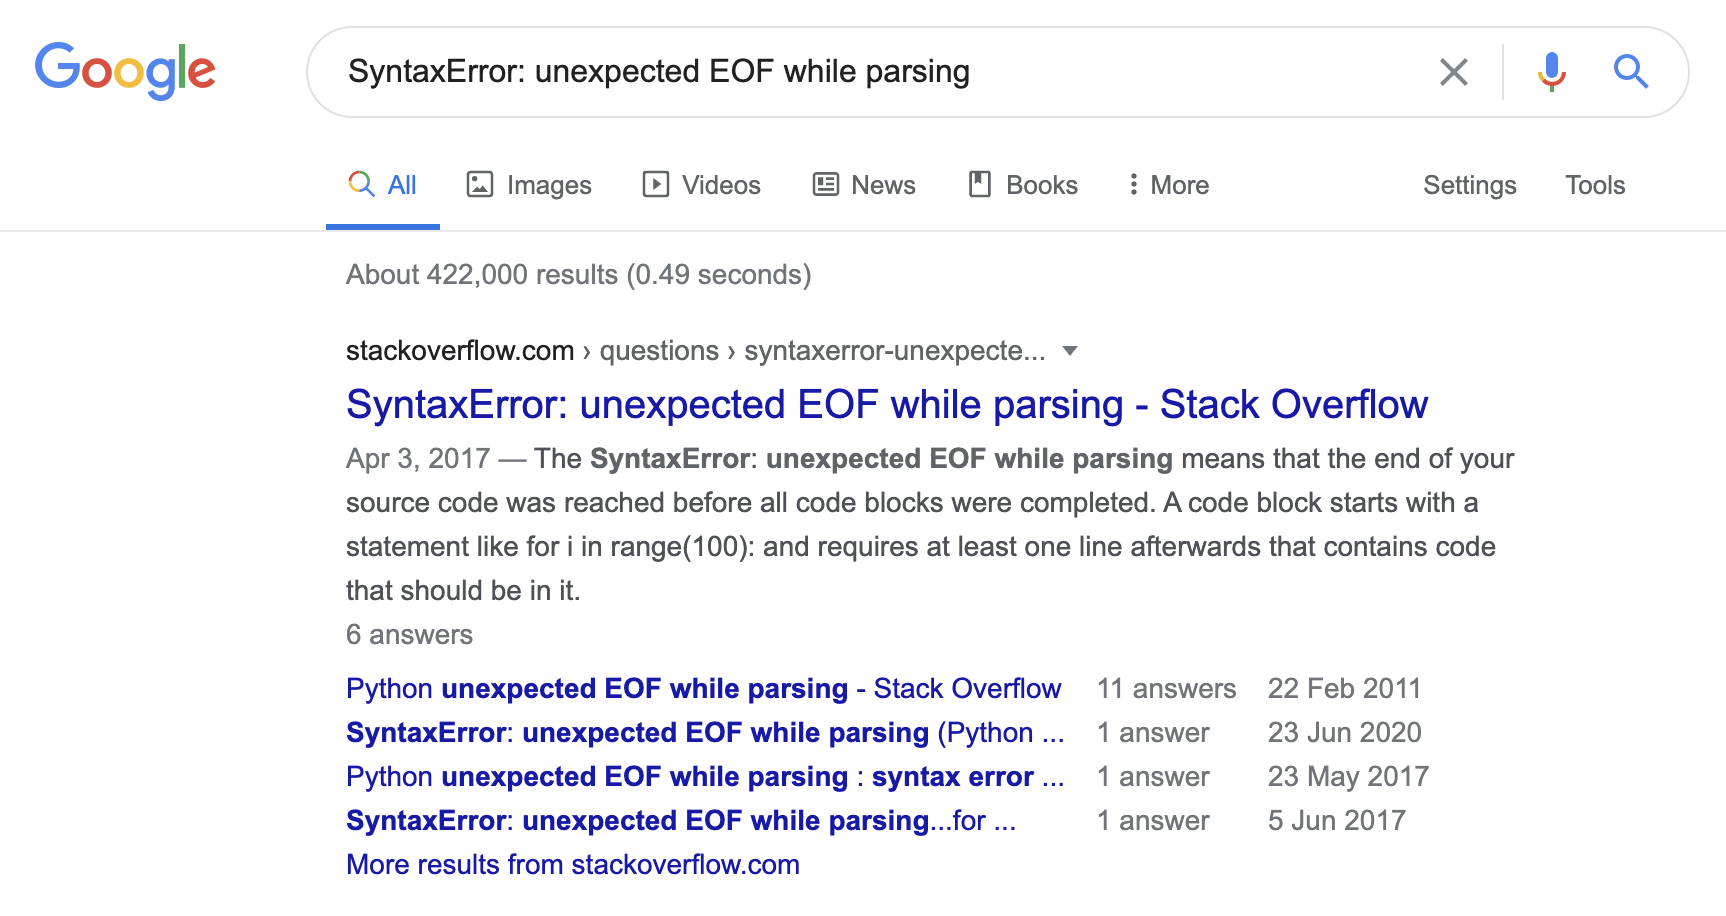 Google
SyntaxError: unexpected EOF while parsing
All Images Videos News Books More Settings Tools
About 422,000 results (0.49 seconds)
stackoverflow.com › questions › syntaxerror-unexpecte...
SyntaxError: unexpected EOF while parsing - Stack Overflow
Apr 3, 2017 — The SyntaxError: unexpected EOF while parsing means that the end of your
source code was reached before all code blocks were completed. A code block starts with a
statement like for i in range(100): and requires at least one line afterwards that contains code
that should be in it.
6 answers
Python unexpected EOF while parsing - Stack Overflow 11 answers 22 Feb 2011
SyntaxError: unexpected EOF while parsing (Python ... 1 answer 23 Jun 2020
Python unexpected EOF while parsing : syntax error ... 1 answer 23 May 2017
SyntaxError: unexpected EOF while parsing...for ... 1 answer 5 Jun 2017
More results from stackoverflow.com